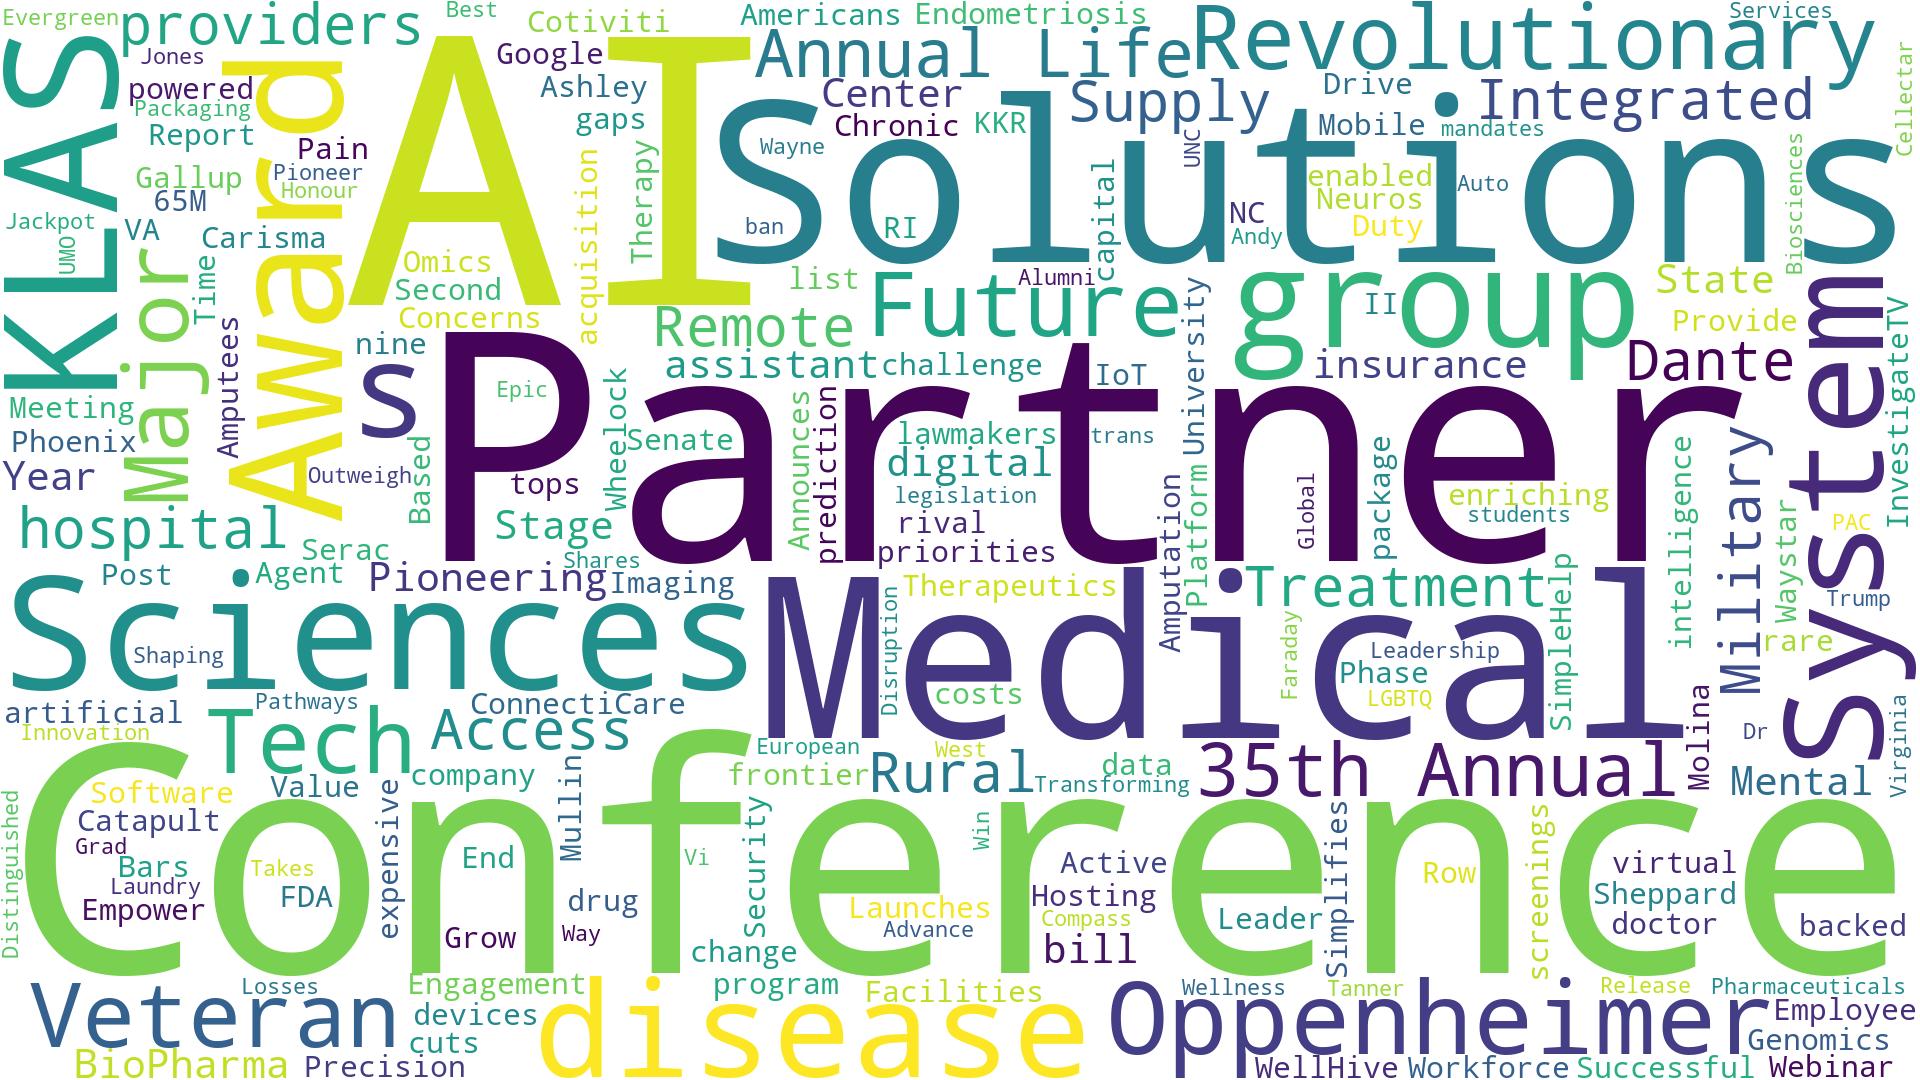 Evergreen
providers
Best
Cotiviti
Americans
Endometriosis
Revolutionary
Services
KLAS
Jones
Google
Annual Life
powered
Award
AI
Ashley
Center
Supply
Drive
Integrated
Cellectar
Packaging
Report
gaps
Chronic
KKR
Mobile
mandates
Pain
Wayne
UNC
Solutions
Gallup
Pioneer
Honour
acquisition
Therapy
capital
enabled
Auto
Biosciences
65M
Neuros
Jackpot
VA
UMO
Carisma
ban
RI
NC
Andy
Duty
Major
Time
Omics
Second
Concerns
list
Alumni
Future
University
group
II
State
Provide
system
InvestigateTV
Amputees
nine
Remote
assistant
challenge
IoT
insurance
Dante
Meeting
Phoenix
Year
s
Epic
Partner
Wheelock
Senate
Announces
prediction
lawmakers
trans
digital
legislation
rival
priorities
Outweigh
Based
tops
Amputation
Platform
Global
package
enriching
students
intelligence
Military
Waystar
PAC
hospital
Stage
Serac
Shares
Post
Agent
Pioneering
Imaging
Therapeutics
Treatment
SimpleHelp
Trump
rare
Sciences
Medical
Disruption
Faraday
Leadership
Phase
LGBTQ
Shaping
costs
Molina
artificial
Pathways
ConnectiCare
Innovation
Tech
Access
European
West
Dr
Virginia
company
Mullin
frontier
Rural
Transforming
data
35th Annual
Mental
Conference
Software
Value
expensive
Catapult
Grad
Distinguished
Bars
Laundry
Takes
End
Security
Vi
Win
Active
Simplifies
screenings
Row
virtual
Empower
FDA
drug
Launches
Hosting
Compass
Leader
Sheppard
doctor
backed
Grow
Way
Advance
change
bill
Veteran
Losses
Engagement
program
Facilities
Wellness
Tanner
Release
Pharmaceuticals
devices
cuts
disease
Oppenheimer
Employee
Genomics
BioPharma
Precision
WellHive
Workforce
Successful
Webinar